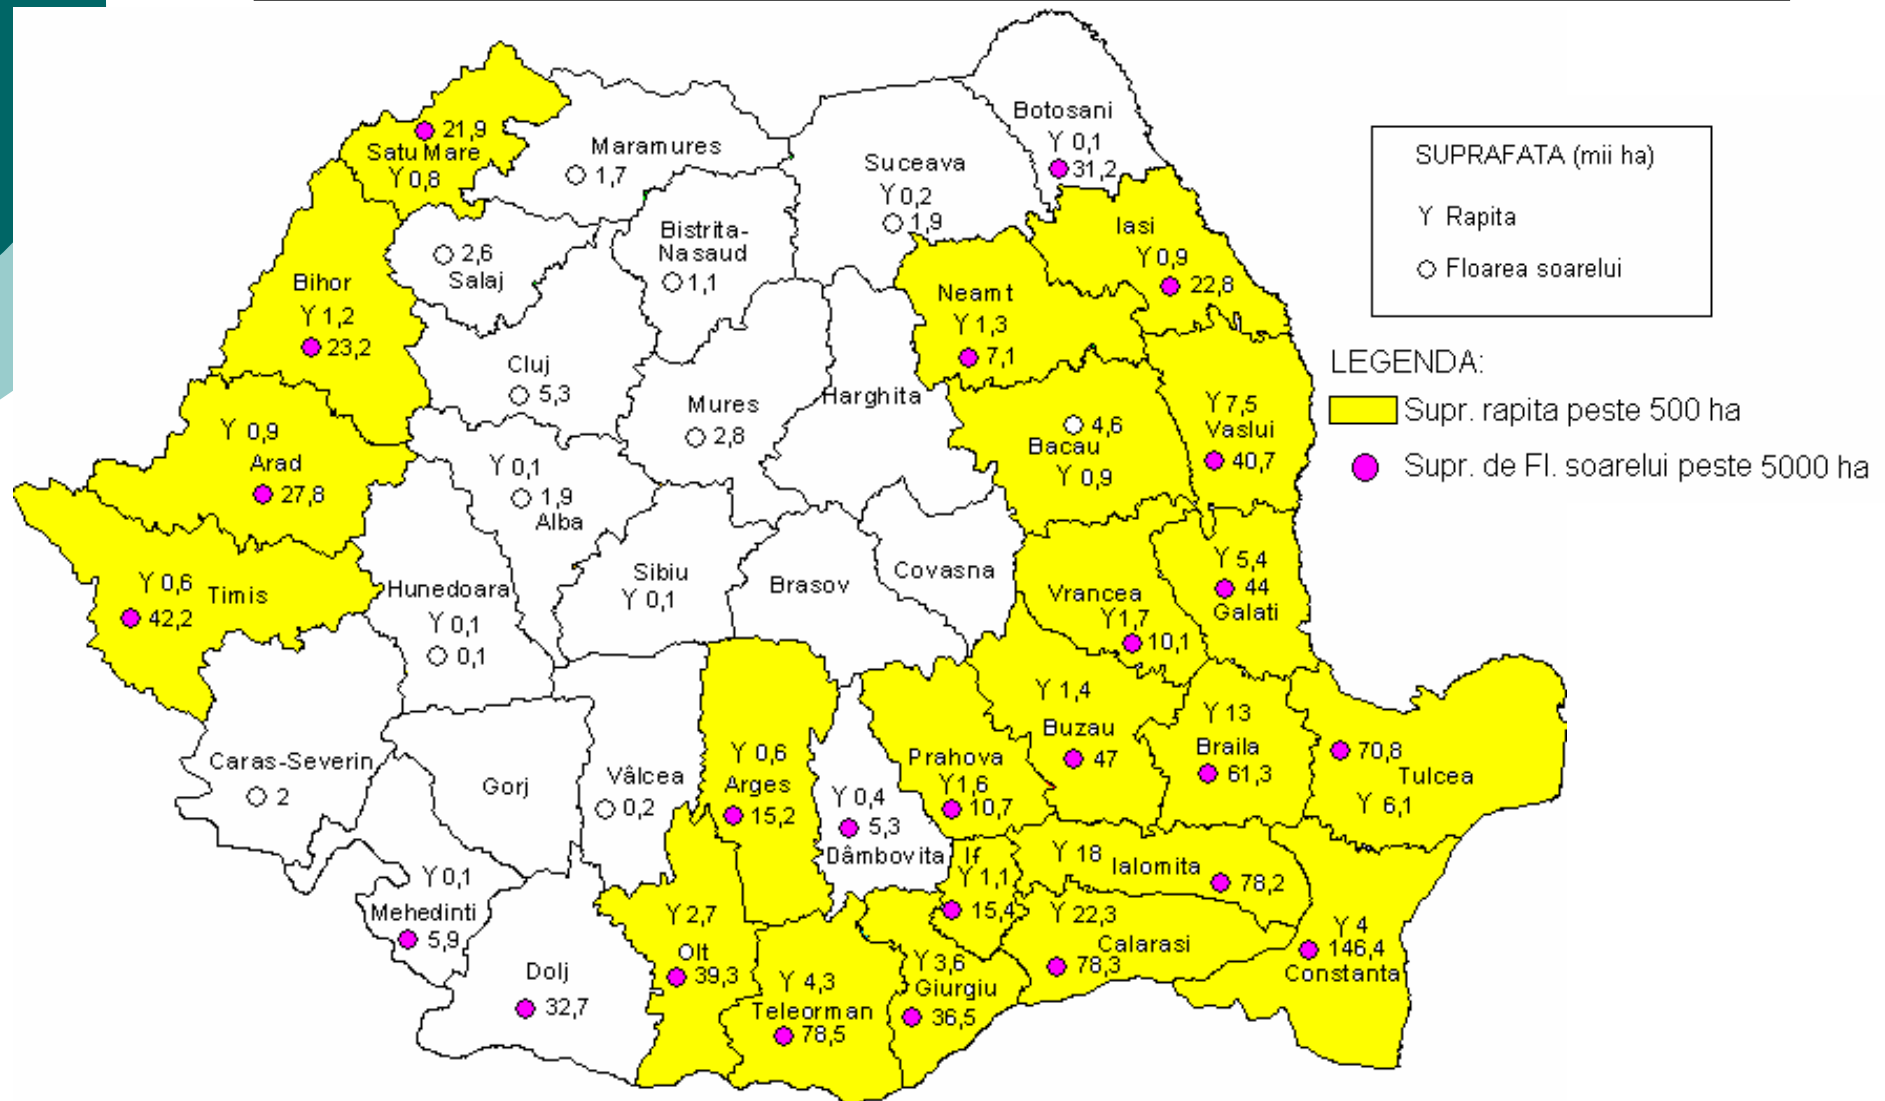 21,9
Satu Mare
Y 0,8
Maramures
1,7
Suceava
Y 0,2
1,9
Botosani
Y 0,1
31,2
SUPRAFATA (mii ha)
Y Rapita
Floarea soarelui
LEGENDA:
Supr. rapita peste 500 ha
Supr. de Fl. soarelui peste 5000 ha
Iasi
Y 0,9
22,8
Bistrita-
Nasaud
1,1
2,6
Salaj
Bihor
Y 1,2
23,2
Neamt
Y 1,3
7,1
Cluj
5,3
Mures
2,8
Harghita
4,6
Bacau
Y 0,9
Y 7,5
Vaslui
40,7
Y 0,9
Arad
27,8
Y 0,1
1,9
Alba
Y 0,6
Timis
42,2
Hunedoara
Y 0,1
0,1
Sibiu
Y 0,1
Brasov
Covasna
Vrancea
Y 1,7
10,1
Y 5,4
44
Galati
Caras-Severin
2
Gorj
Vâlcea
0,2
Y 0,6
Arges
15,2
Y 0,4
5,3
Dâmbovita
Prahova
Y 1,6
10,7
Y 1,4
Buzau
47
Y 13
Braila
61,3
70,8
Tulcea
Y 6,1
Y 0,1
Mehedinti
5,9
Dolj
32,7
Y 2,7
Olt
39,3
Y 4,3
Teleorman
78,5
Y 3,6
Giurgiu
36,5
If
Y 1,1
15,4
Y 18
Ialomita
78,2
Y 22,3
Calarasi
78,3
Y 4
146,4
Constanta